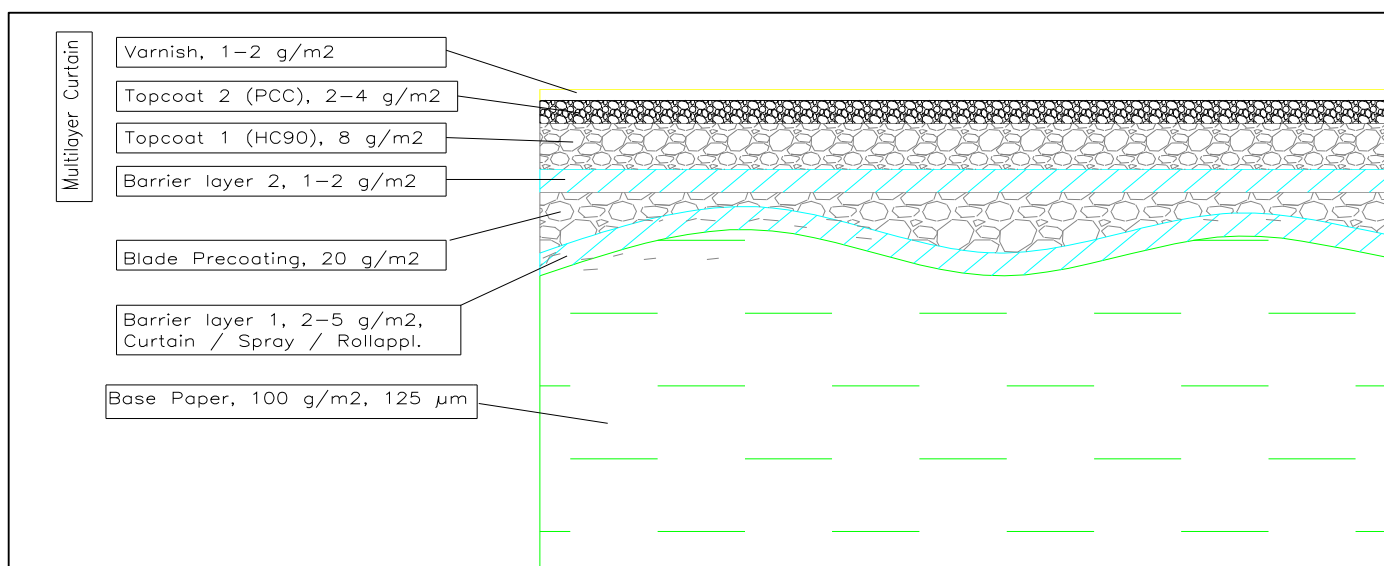 Multilayer Curtain
Varnish, 1-2 g/m2
Topcoat 2 (PCC), 2-4 g/m2
Topcoat 1 (HC90), 8 g/m2
Barrier layer 2, 1-2 g/m2
Blade Precoating, 20 g/m2
Barrier layer 1, 2-5 g/m2,
Curtain / Spray / Rollappl.
Base Paper, 100 g/m2, 125 μm